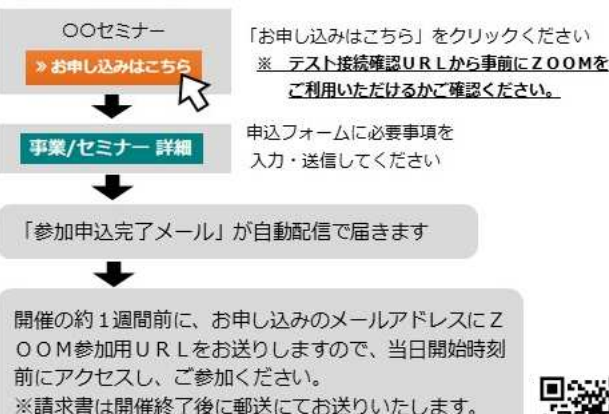 〇〇セミナー
» お申し込みはこちら
「お申し込みはこちら」をクリックください
※ テスト接続確認ＵＲＬから事前にＺＯＯＭを
ご利用いただけるかご確認ください。
事業/セミナー 詳細
申込フォームに必要事項を
入力・送信してください
「参加申込完了メール」が自動配信で届きます
開催の約１週間前に、お申し込みのメールアドレスにＺ
ＯＯＭ参加用ＵＲＬをお送りしますので、当日開始時刻
前にアクセスし、ご参加ください。
※請求書は開催終了後に郵送にてお送りいたします。